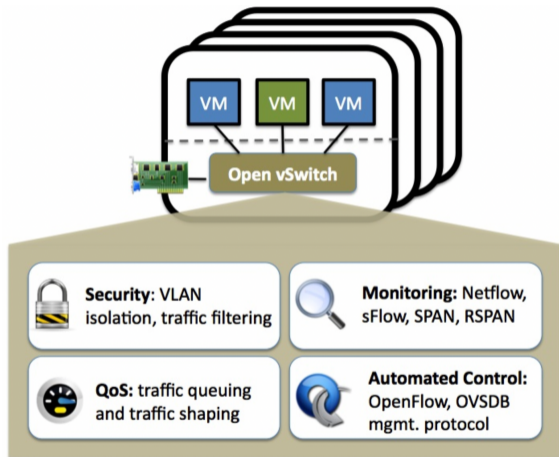 VM VM VM
Open vSwitch
Security: VLAN
isolation, traffic filtering
Monitoring: Netflow,
sFlow, SPAN, RSPAN
QoS: traffic queuing
and traffic shaping
Automated Control:
OpenFlow, OVSDB
mgmt. protocol